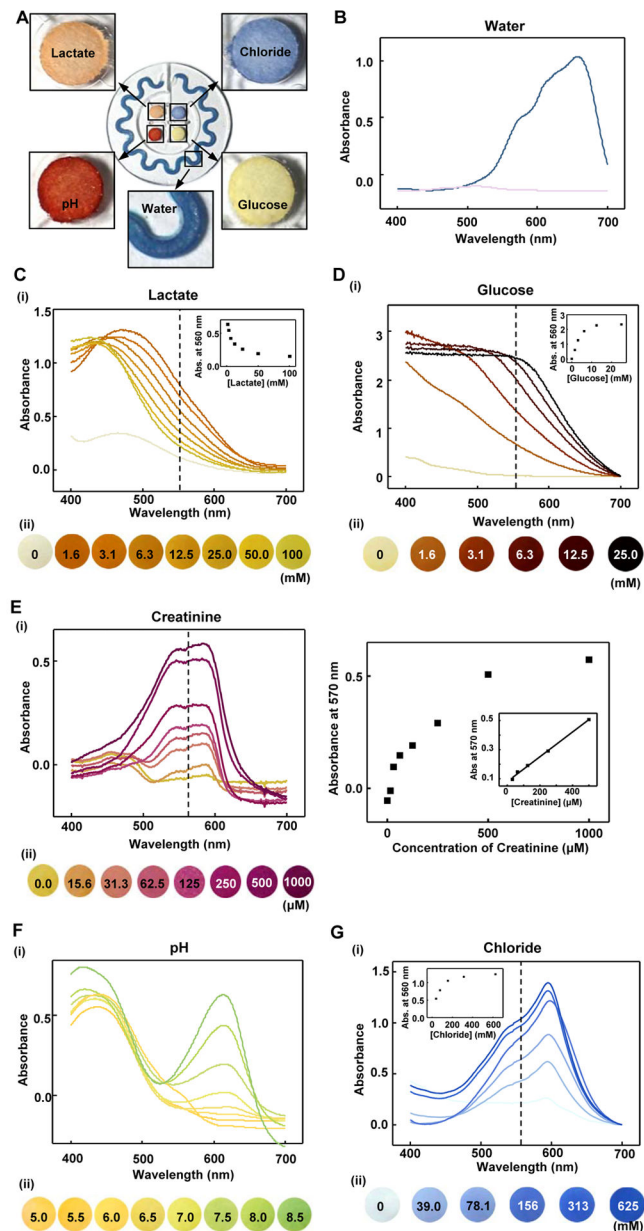 A
Lactate
Chloride
pH
Water
Glucose
B
Water
Absorbance
1.0
0.0
400 500 600 700
Wavelength (nm)
C
(i)
Lactate
Absorbance
1.5
1.0
0.5
0.0
400 500 600 700
Wavelength (nm)
Abs. at 560 nm
0.5
0.0
0 50 100
[Lactate] (mM)
(ii)
0 1.6 3.1 6.3 12.5 25.0 50.0 100
(mM)
D
(i)
Glucose
Absorbance
3
2
1
0
400 500 600 700
Wavelength (nm)
Abs. at 560 nm
3
2
1
0
0 10 20
[Glucose] (mM)
(ii)
0 1.6 3.1 6.3 12.5 25.0
(mM)
E
(i)
Creatinine
Absorbance
0.5
0.0
400 500 600 700
Wavelength (nm)
(ii)
0.0 15.6 31.3 62.5 125 250 500 1000
(μM)
Absorbance at 570 nm
0.5
0.0
0 500 1000
Concentration of Creatinine (μM)
Abs at 570 nm
0.5
0.3
0.1
0 400
[Creatinine] (μM)
F
(i)
pH
Absorbance
0.5
0.0
400 500 600 700
Wavelength (nm)
(ii)
5.0 5.5 6.0 6.5 7.0 7.5 8.0 8.5
G
(i)
Chloride
Absorbance
1.5
1.0
0.5
0.0
400 500 600 700
Wavelength (nm)
Abs. at 560 nm
1.0
0.0
0 200 400 600
[Chloride] (mM)
(ii)
0 39.0 78.1 156 313 625
(mM)